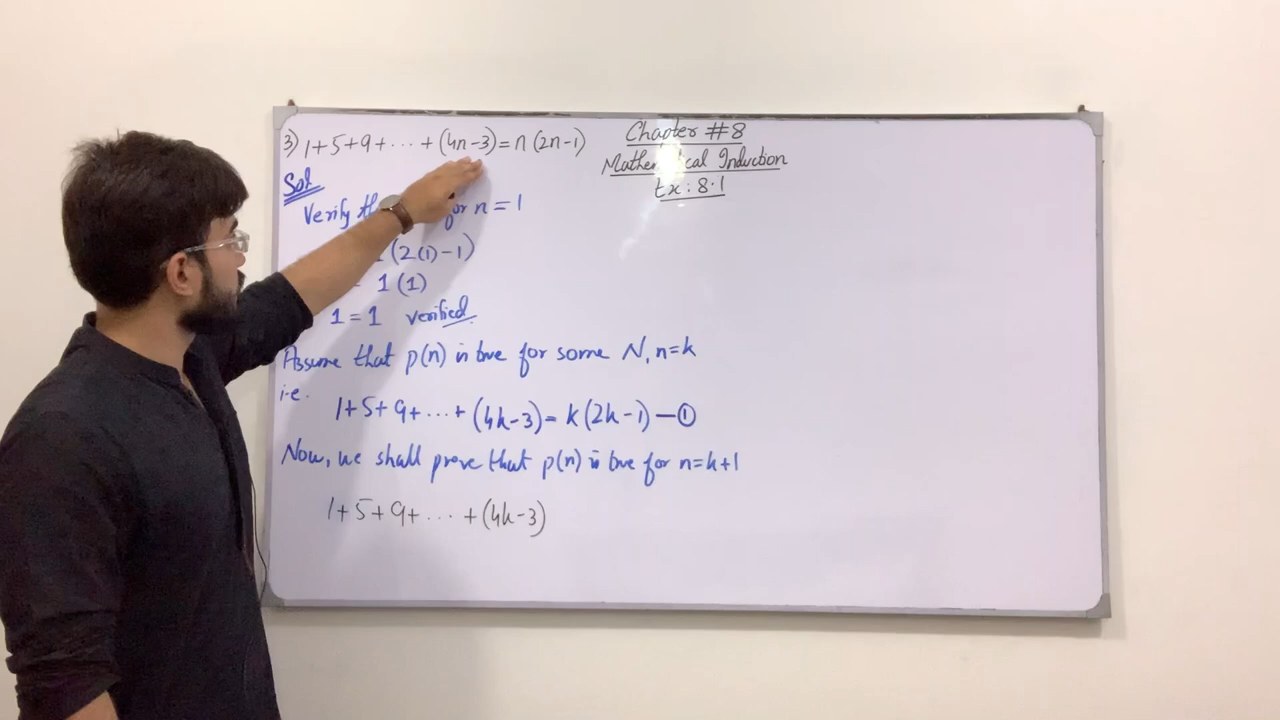 3) 1+5+9+...+(4n-3)=n(2n-1)
Chapter #8
Mathe cal Induction
Ex: 8.1
Sol
Verify th for n=1
(2(1)-1)
= 1(1)
1=1 verified
Assume that p(n) is true for some N, n=k
i.e.
1+5+9+...+(4k-3)=k(2k-1)—①
Now, we shall prove that p(n) is true for n=k+1
1+5+9+...+(4k-3)